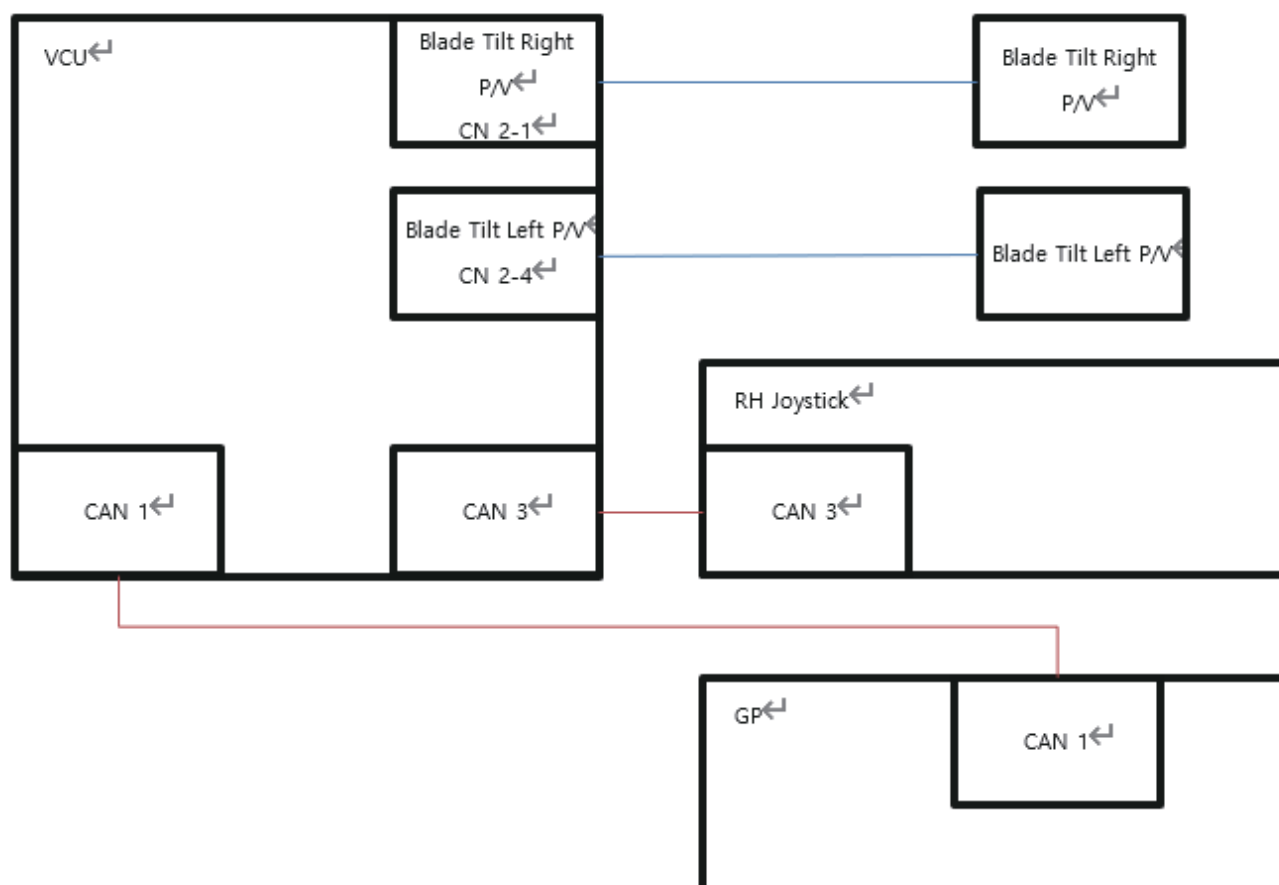 VCU
Blade Tilt Right
P/V
CN 2-1
Blade Tilt Right
P/V
Blade Tilt Left P/V
CN 2-4
Blade Tilt Left P/V
RH Joystick
CAN 1
CAN 3
CAN 3
GP
CAN 1